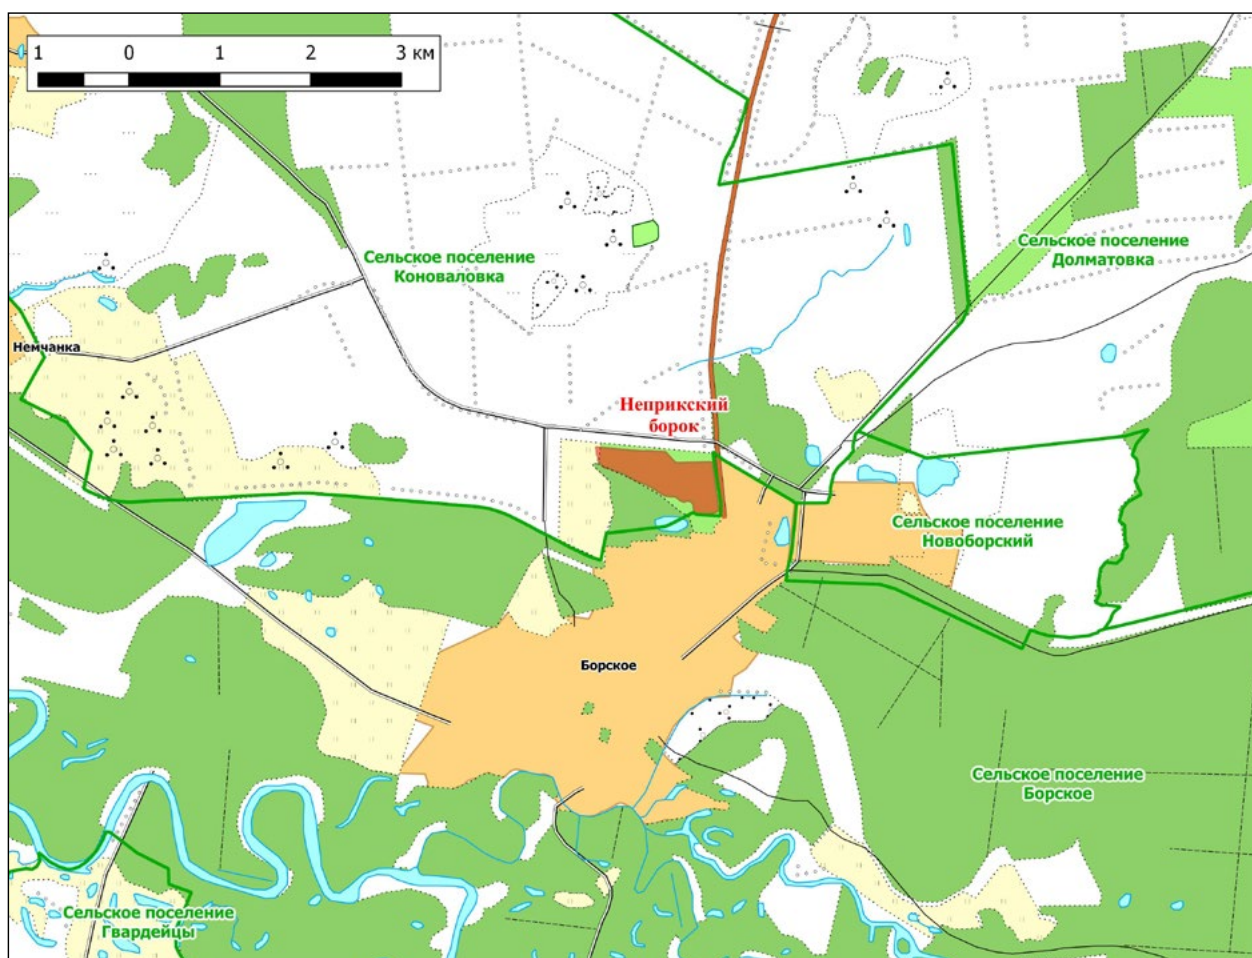 1 0 1 2 3 км
Сельское поселение
Коноваловка
Сельское поселение
Долматовка
Немчанка
Неприкский
борок
Сельское поселение
Новоборский
Борское
Сельское поселение
Борское
Сельское поселение
Гвардейцы